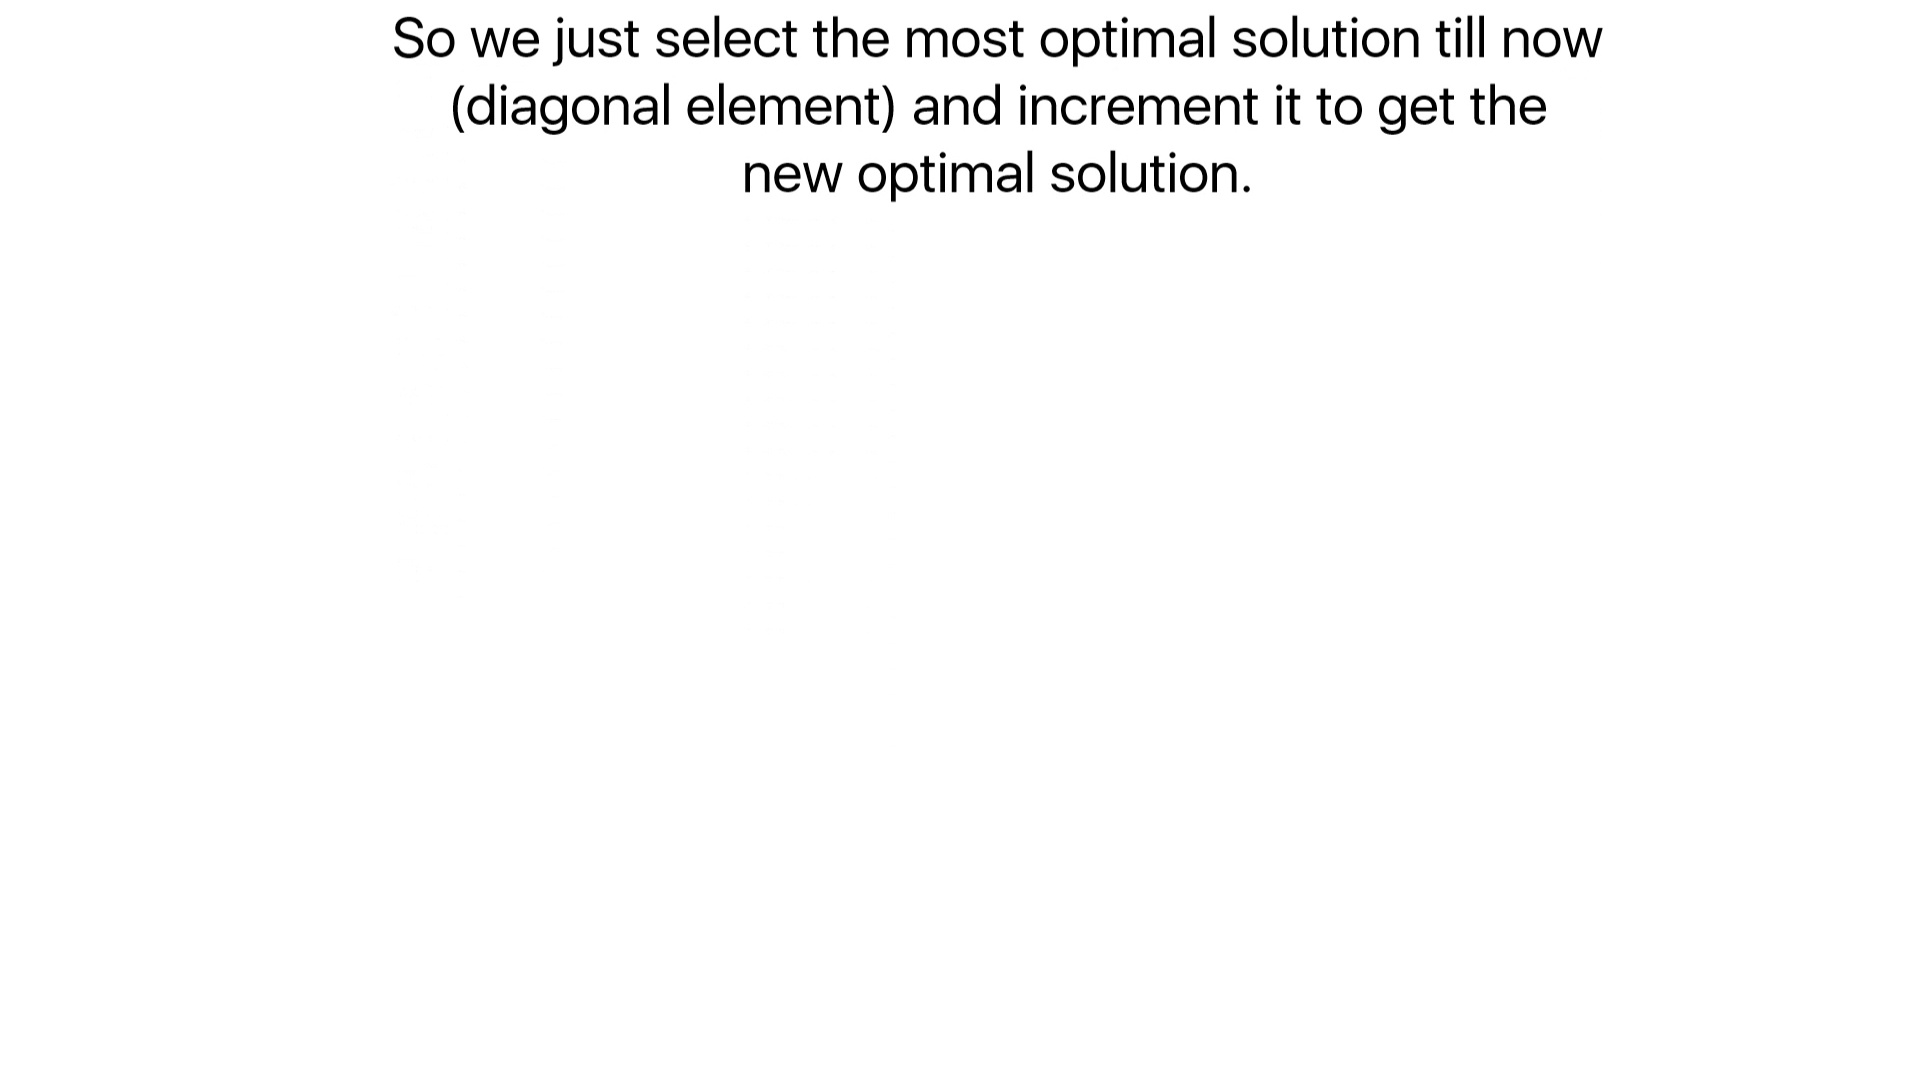 So we just select the most optimal solution till now
(diagonal element) and increment it to get the
new optimal solution.